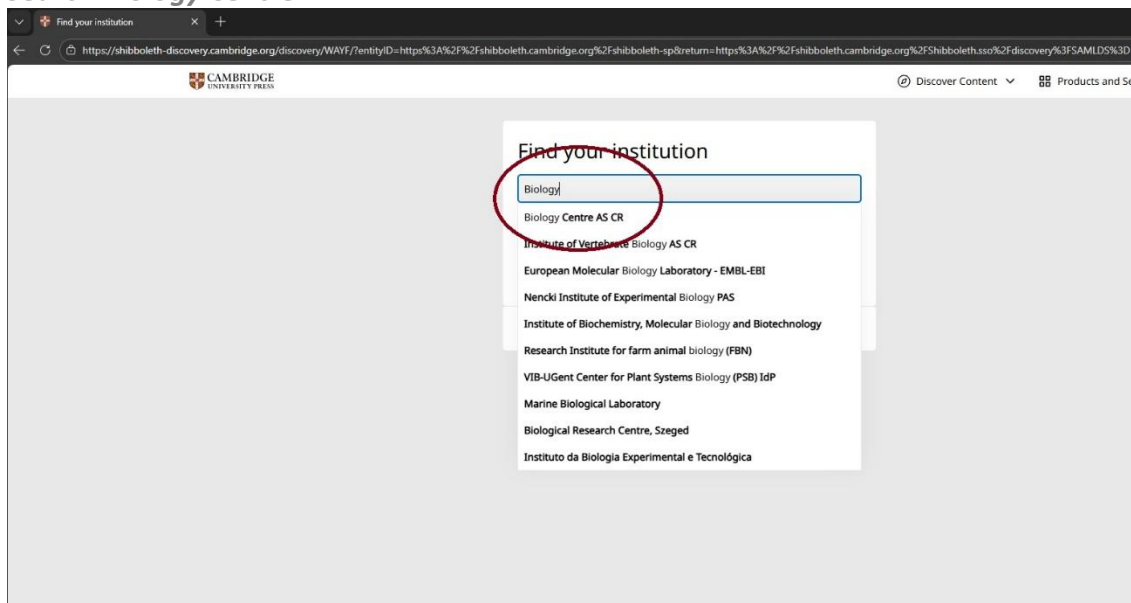 Find your institution
https://shibboleth-discovery.cambridge.org/discovery/WAYF/?entityID=https%3A%2F%2Fshibboleth.cambridge.org%2Fshibboleth-sp&return=https%3A%2F%2Fshibboleth.cambridge.org%2FShibboleth.sso%2Fdiscovery%3FSAMLDS%3D
CAMBRIDGE
UNIVERSITY PRESS
Discover Content
Products and Se
Find your institution
Biology
Biology Centre AS CR
Institute of Vertebrate Biology AS CR
European Molecular Biology Laboratory - EMBL-EBI
Nencki Institute of Experimental Biology PAS
Institute of Biochemistry, Molecular Biology and Biotechnology
Research Institute for farm animal biology (FBN)
VIB-UGent Center for Plant Systems Biology (PSB) IdP
Marine Biological Laboratory
Biological Research Centre, Szeged
Instituto da Biologia Experimental e Tecnológica